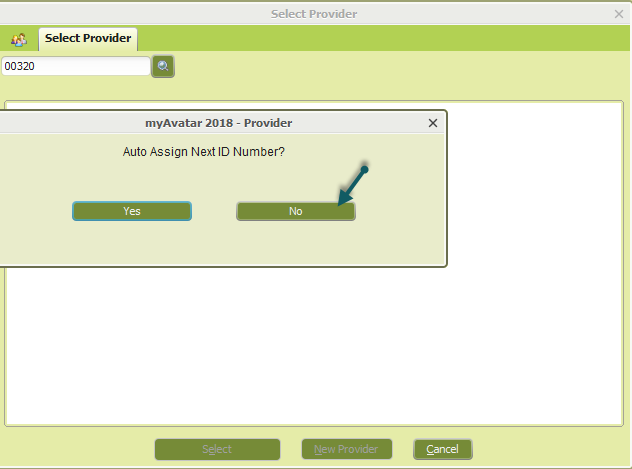 Select Provider
Select Provider
00320
myAvatar 2018 - Provider
Auto Assign Next ID Number?
Yes No
Select New Provider Cancel